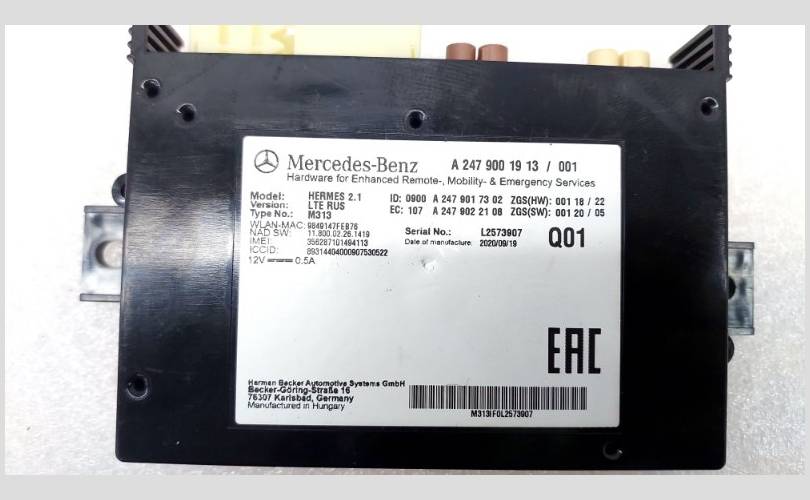 Mercedes-Benz A 247 900 19 13 / 001
Hardware for Enhanced Remote-, Mobility- & Emergency Services
Model: HERMES 2.1 ID: 0900 A 247 901 73 02 ZGS(HW): 001 18 / 22
Version: LTE RUS EC: 107 A 247 902 21 08 ZGS(SW): 001 20 / 05
Type No.: M313
WLAN-MAC: 9849147FEB76 Serial No.: L2573907
NAD SW: 11.800.02.26.1419 Date of manufacture: 2020/09/19 Q01
IMEI: 356287101494113
ICCID: 89314404000907530522
12V 0.5A
EAC
Harman Becker Automotive Systems GmbH
Becker-Göring-Straße 16
76307 Karlsbad, Germany
Manufactured in Hungary
M313IF0L2573907